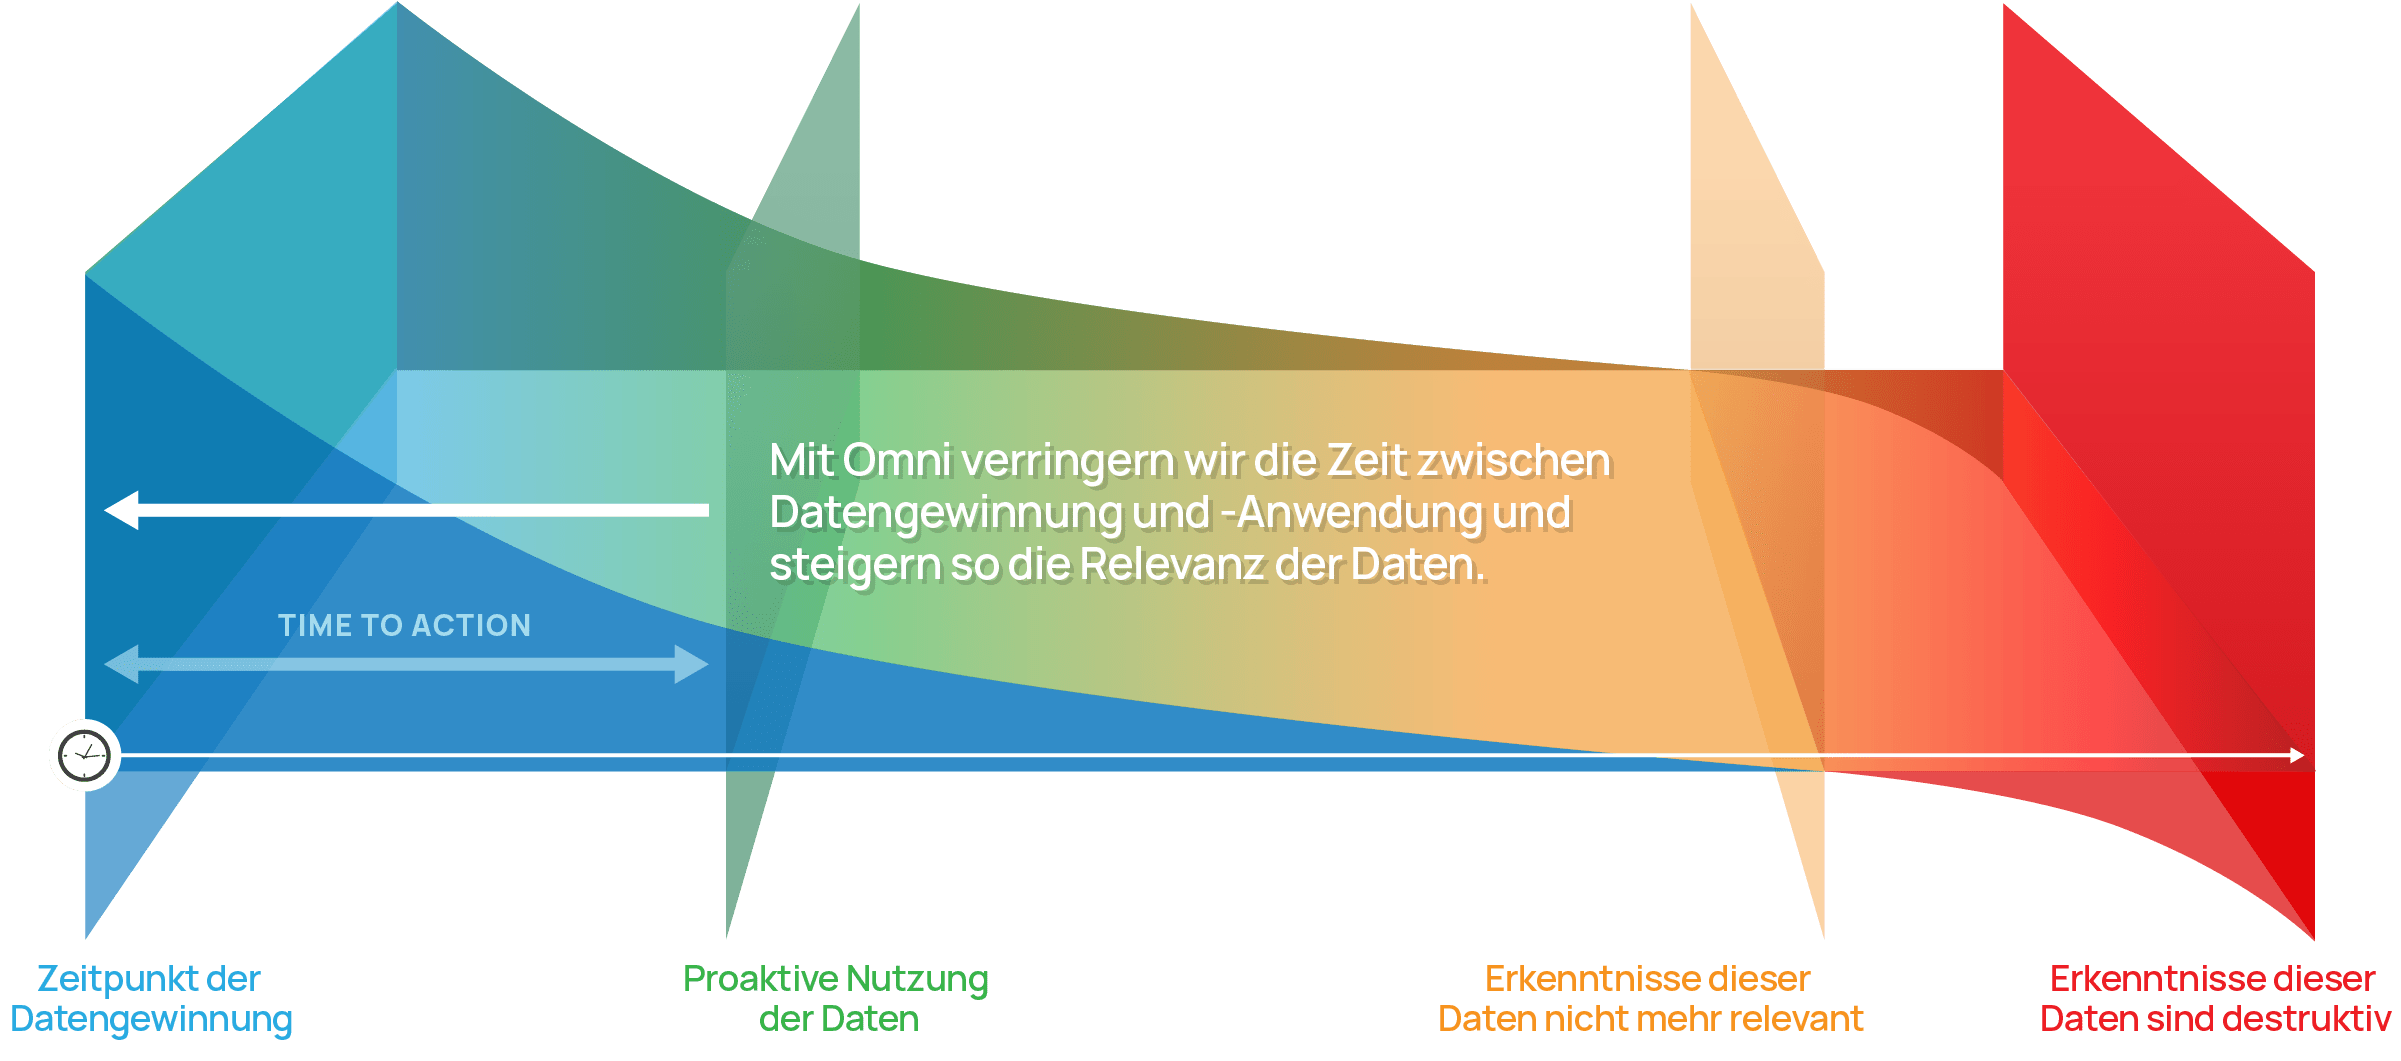 Mit Omni verringern wir die Zeit zwischen
Datengewinnung und -Anwendung und
steigern so die Relevanz der Daten.
TIME TO ACTION
Zeitpunkt der
Datengewinnung
Proaktive Nutzung
der Daten
Erkenntnisse dieser
Daten nicht mehr relevant
Erkenntnisse dieser
Daten sind destruktiv